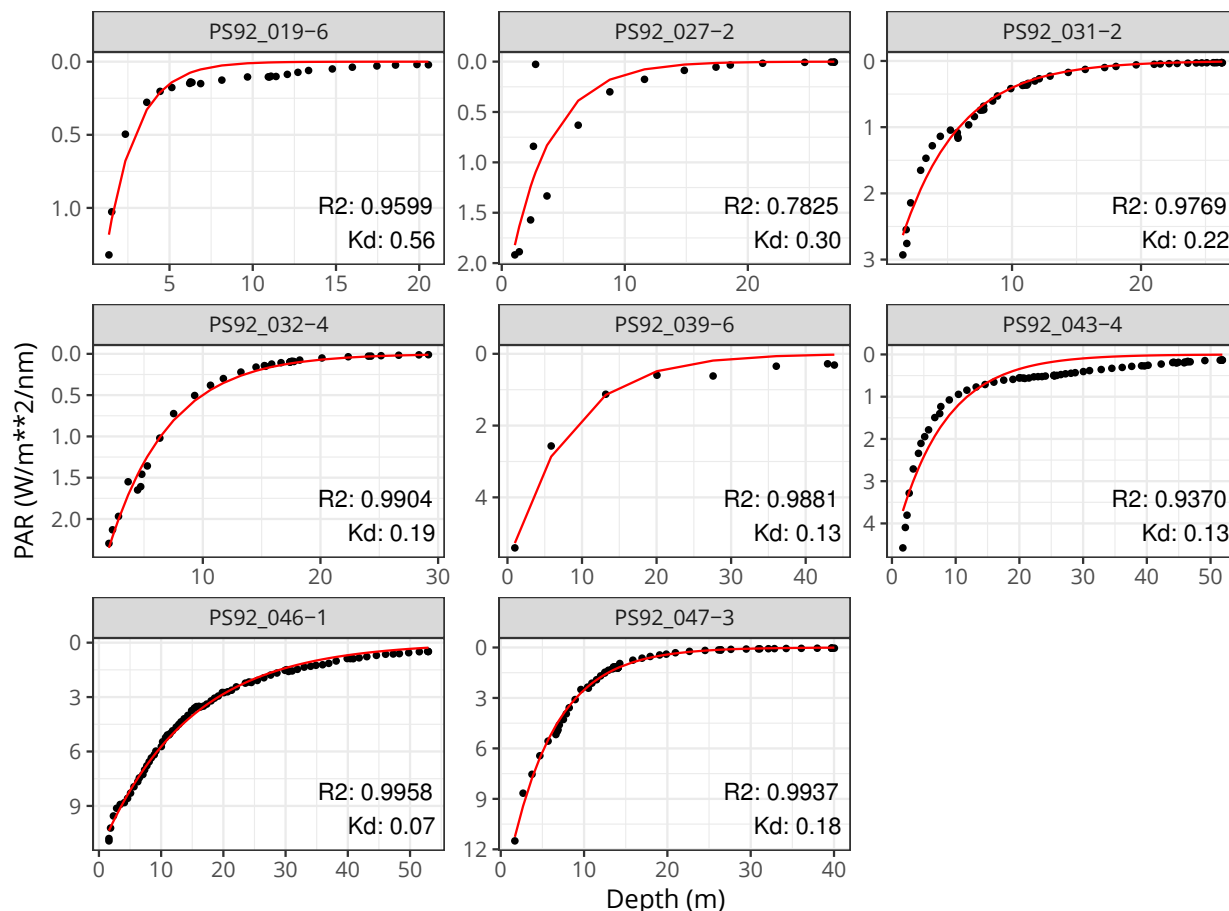 PS92_019−6
PS92_027−2
PS92_031−2
0.0
0.5
1.0
5
10
15
20
R2: 0.9599
Kd: 0.56
0.0
0.5
1.0
1.5
2.0
10
20
R2: 0.7825
Kd: 0.30
0
1
2
3
10
20
R2: 0.9769
Kd: 0.22
PS92_032−4
PS92_039−6
PS92_043−4
0.0
0.5
1.0
1.5
2.0
10
20
30
R2: 0.9904
Kd: 0.19
0
2
4
0
10
20
30
40
R2: 0.9881
Kd: 0.13
0
1
2
3
4
0
10
20
30
40
50
R2: 0.9370
Kd: 0.13
PS92_046−1
PS92_047−3
0
3
6
9
0
10
20
30
40
50
R2: 0.9958
Kd: 0.07
0
3
6
9
12
0
10
20
30
40
R2: 0.9937
Kd: 0.18
PAR (W/m**2/nm)
Depth (m)